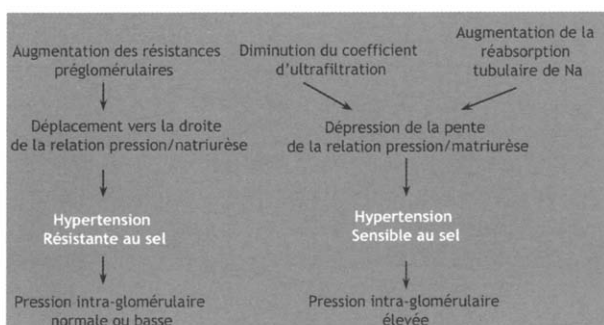 Augmentation des résistances
préglomérulaires
Diminution du coefficient
d'ultrafiltration
Augmentation de la
réabsorption
tubulaire de Na
Déplacement vers la droite
de la relation pression/natriurèse
Dépression de la pente
de la relation pression/matriurèse
Hypertension
Résistante au sel
Hypertension
Sensible au sel
Pression intra-glomérulaire
normale ou basse
Pression intra-glomérulaire
élevée